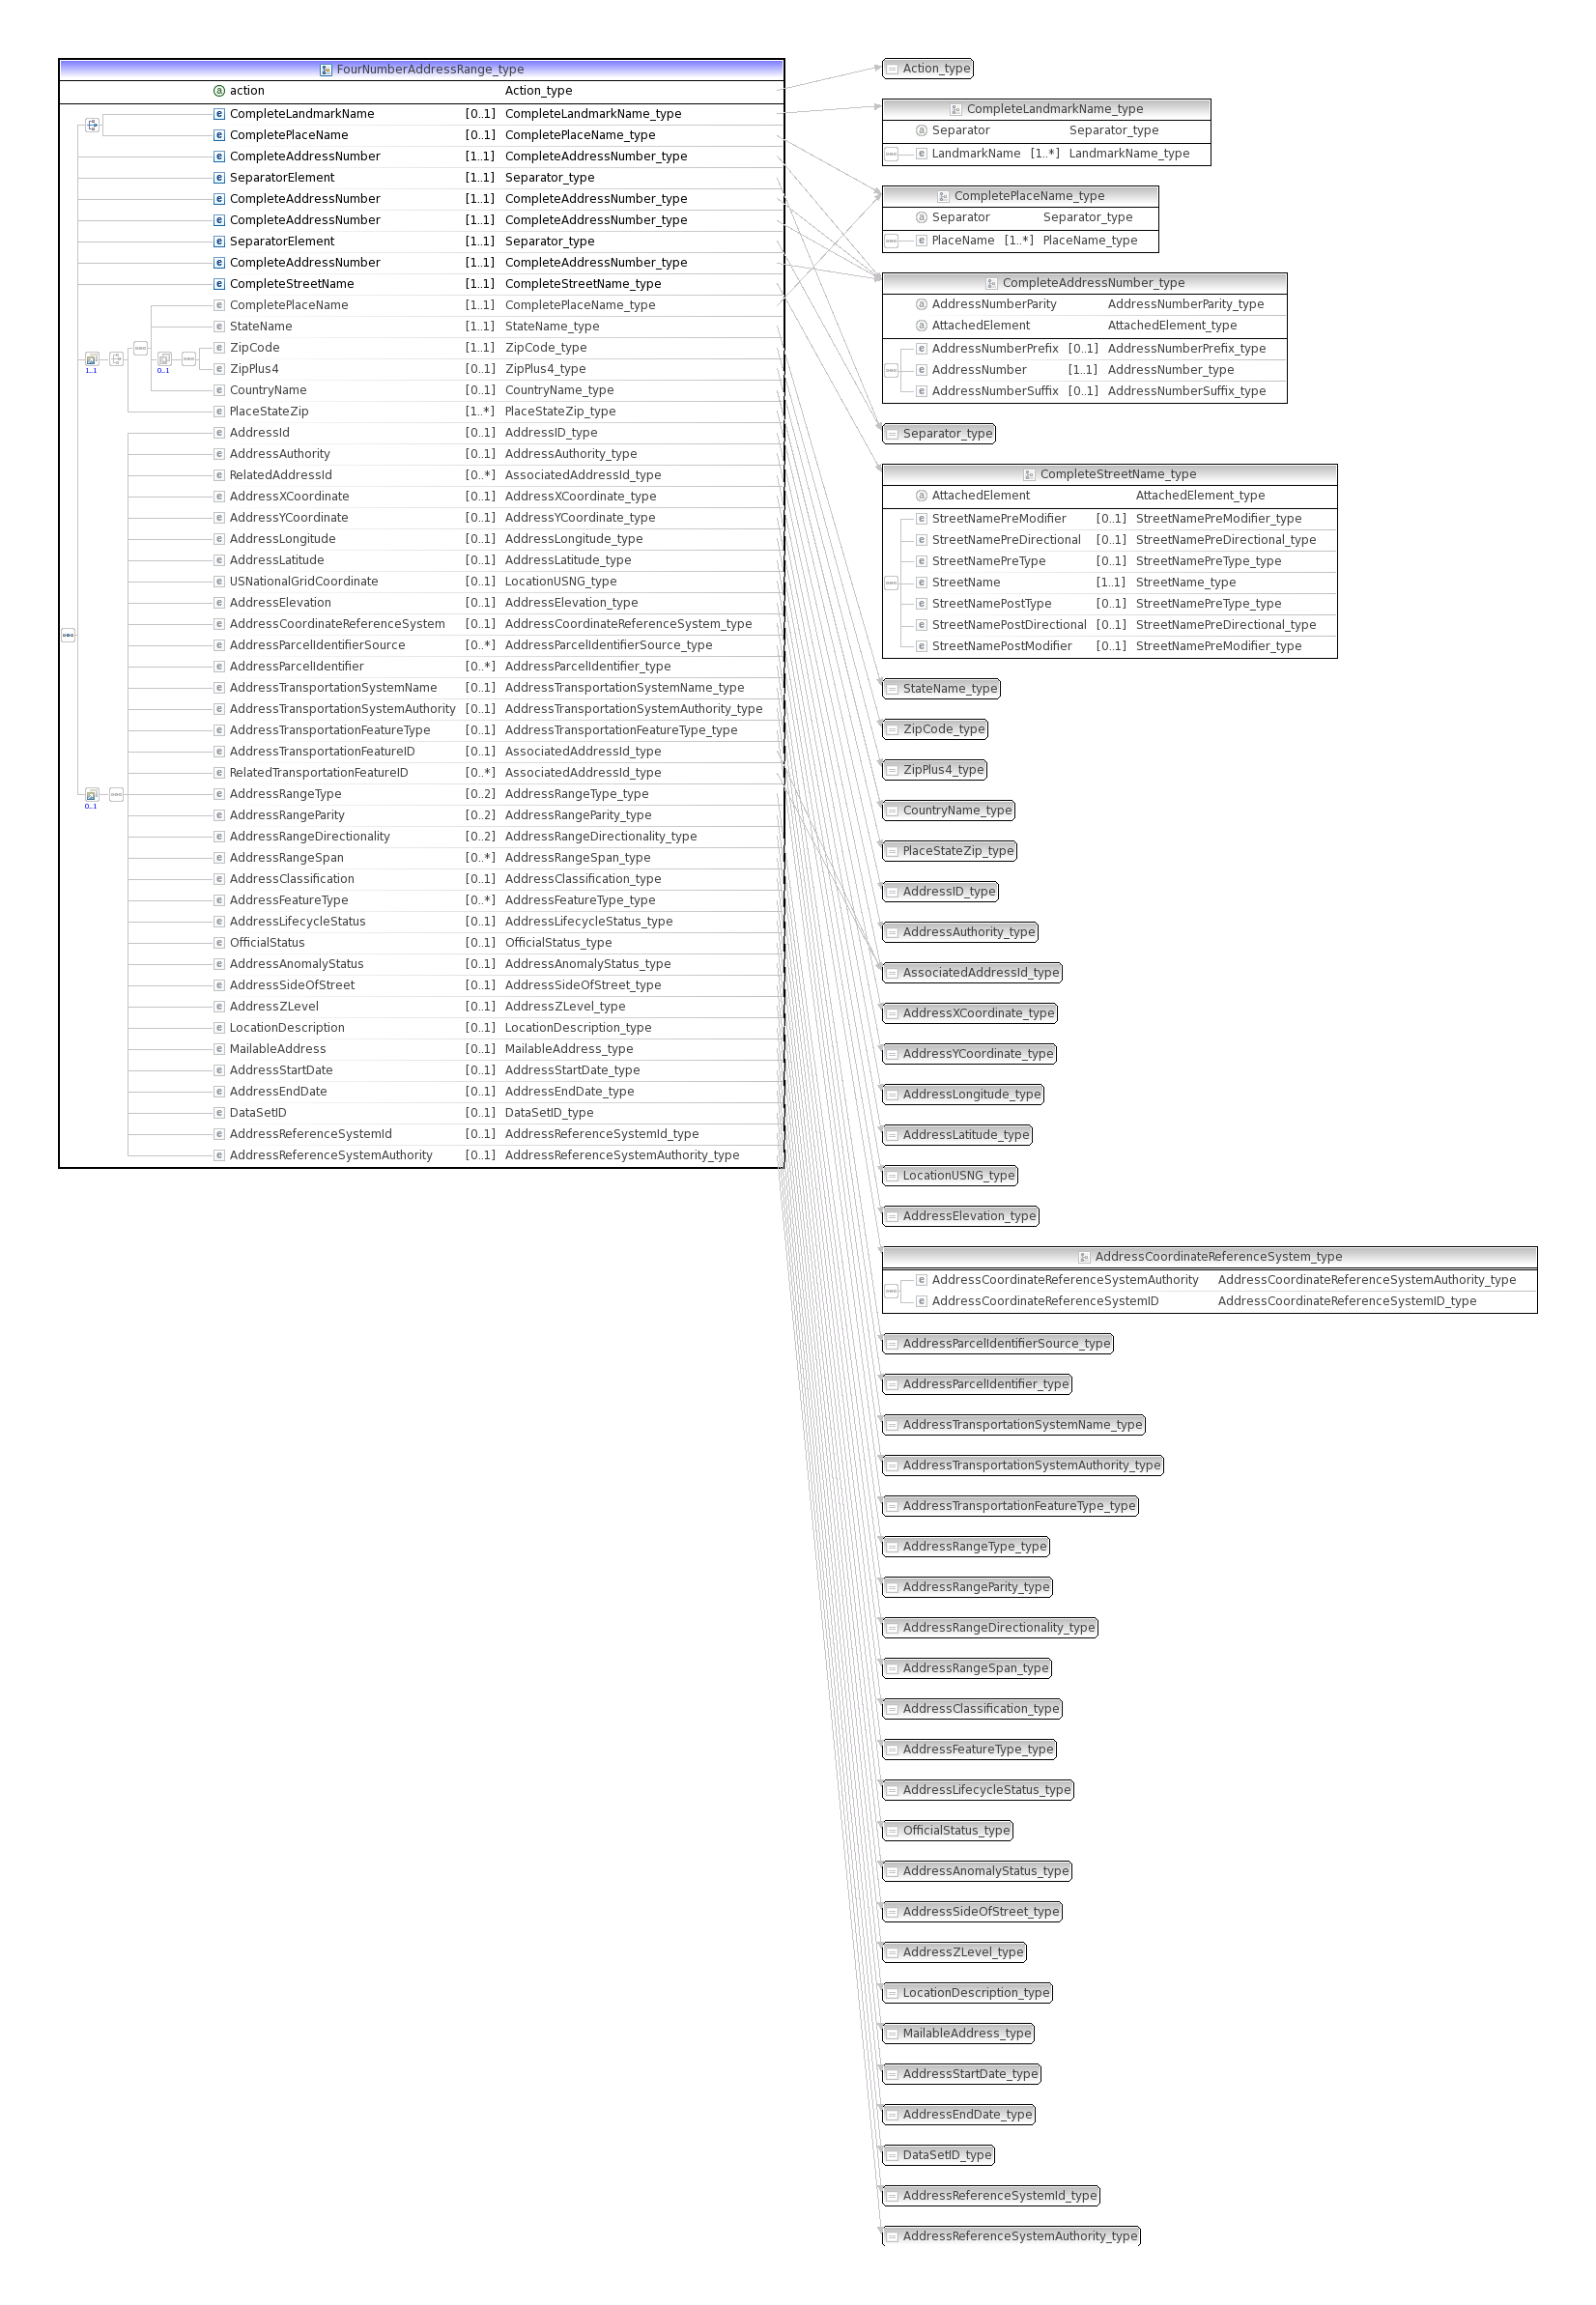 FourNumberAddressRange_type
a action Action_type
e CompleteLandmarkName [0..1] CompleteLandmarkName_type
e CompletePlaceName [0..1] CompletePlaceName_type
e CompleteAddressNumber [1..1] CompleteAddressNumber_type
e SeparatorElement [1..1] Separator_type
e CompleteAddressNumber [1..1] CompleteAddressNumber_type
e CompleteAddressNumber [1..1] CompleteAddressNumber_type
e SeparatorElement [1..1] Separator_type
e CompleteAddressNumber [1..1] CompleteAddressNumber_type
e CompleteStreetName [1..1] CompleteStreetName_type
e CompletePlaceName [1..1] CompletePlaceName_type
e StateName [1..1] StateName_type
e ZipCode [1..1] ZipCode_type
1..1
0..1
e ZipPlus4 [0..1] ZipPlus4_type
e CountryName [0..1] CountryName_type
e PlaceStateZip [1..*] PlaceStateZip_type
e AddressId [0..1] AddressID_type
e AddressAuthority [0..1] AddressAuthority_type
e RelatedAddressId [0..*] AssociatedAddressId_type
e AddressXCoordinate [0..1] AddressXCoordinate_type
e AddressYCoordinate [0..1] AddressYCoordinate_type
e AddressLongitude [0..1] AddressLongitude_type
e AddressLatitude [0..1] AddressLatitude_type
e USNationalGridCoordinate [0..1] LocationUSNG_type
e AddressElevation [0..1] AddressElevation_type
e AddressCoordinateReferenceSystem [0..1] AddressCoordinateReferenceSystem_type
e AddressParcelIdentifierSource [0..*] AddressParcelIdentifierSource_type
e AddressParcelIdentifier [0..*] AddressParcelIdentifier_type
e AddressTransportationSystemName [0..1] AddressTransportationSystemName_type
e AddressTransportationSystemAuthority [0..1] AddressTransportationSystemAuthority_type
e AddressTransportationFeatureType [0..1] AddressTransportationFeatureType_type
e AddressTransportationFeatureID [0..1] AssociatedAddressId_type
e RelatedTransportationFeatureID [0..*] AssociatedAddressId_type
e AddressRangeType [0..2] AddressRangeType_type
0..1
e AddressRangeParity [0..2] AddressRangeParity_type
e AddressRangeDirectionality [0..2] AddressRangeDirectionality_type
e AddressRangeSpan [0..*] AddressRangeSpan_type
e AddressClassification [0..1] AddressClassification_type
e AddressFeatureType [0..*] AddressFeatureType_type
e AddressLifecycleStatus [0..1] AddressLifecycleStatus_type
e OfficialStatus [0..1] OfficialStatus_type
e AddressAnomalyStatus [0..1] AddressAnomalyStatus_type
e AddressSideOfStreet [0..1] AddressSideOfStreet_type
e AddressZLevel [0..1] AddressZLevel_type
e LocationDescription [0..1] LocationDescription_type
e MailableAddress [0..1] MailableAddress_type
e AddressStartDate [0..1] AddressStartDate_type
e AddressEndDate [0..1] AddressEndDate_type
e DataSetID [0..1] DataSetID_type
e AddressReferenceSystemId [0..1] AddressReferenceSystemId_type
e AddressReferenceSystemAuthority [0..1] AddressReferenceSystemAuthority_type
Action_type
CompleteLandmarkName_type
a Separator Separator_type
e LandmarkName [1..*] LandmarkName_type
CompletePlaceName_type
a Separator Separator_type
e PlaceName [1..*] PlaceName_type
CompleteAddressNumber_type
a AddressNumberParity AddressNumberParity_type
a AttachedElement AttachedElement_type
e AddressNumberPrefix [0..1] AddressNumberPrefix_type
e AddressNumber [1..1] AddressNumber_type
e AddressNumberSuffix [0..1] AddressNumberSuffix_type
Separator_type
CompleteStreetName_type
a AttachedElement AttachedElement_type
e StreetNamePreModifier [0..1] StreetNamePreModifier_type
e StreetNamePreDirectional [0..1] StreetNamePreDirectional_type
e StreetNamePreType [0..1] StreetNamePreType_type
e StreetName [1..1] StreetName_type
e StreetNamePostType [0..1] StreetNamePreType_type
e StreetNamePostDirectional [0..1] StreetNamePreDirectional_type
e StreetNamePostModifier [0..1] StreetNamePreModifier_type
StateName_type
ZipCode_type
ZipPlus4_type
CountryName_type
PlaceStateZip_type
AddressID_type
AddressAuthority_type
AssociatedAddressId_type
AddressXCoordinate_type
AddressYCoordinate_type
AddressLongitude_type
AddressLatitude_type
LocationUSNG_type
AddressElevation_type
AddressCoordinateReferenceSystem_type
e AddressCoordinateReferenceSystemAuthority AddressCoordinateReferenceSystemAuthority_type
e AddressCoordinateReferenceSystemID AddressCoordinateReferenceSystemID_type
AddressParcelIdentifierSource_type
AddressParcelIdentifier_type
AddressTransportationSystemName_type
AddressTransportationSystemAuthority_type
AddressTransportationFeatureType_type
AddressRangeType_type
AddressRangeParity_type
AddressRangeDirectionality_type
AddressRangeSpan_type
AddressClassification_type
AddressFeatureType_type
AddressLifecycleStatus_type
OfficialStatus_type
AddressAnomalyStatus_type
AddressSideOfStreet_type
AddressZLevel_type
LocationDescription_type
MailableAddress_type
AddressStartDate_type
AddressEndDate_type
DataSetID_type
AddressReferenceSystemId_type
AddressReferenceSystemAuthority_type